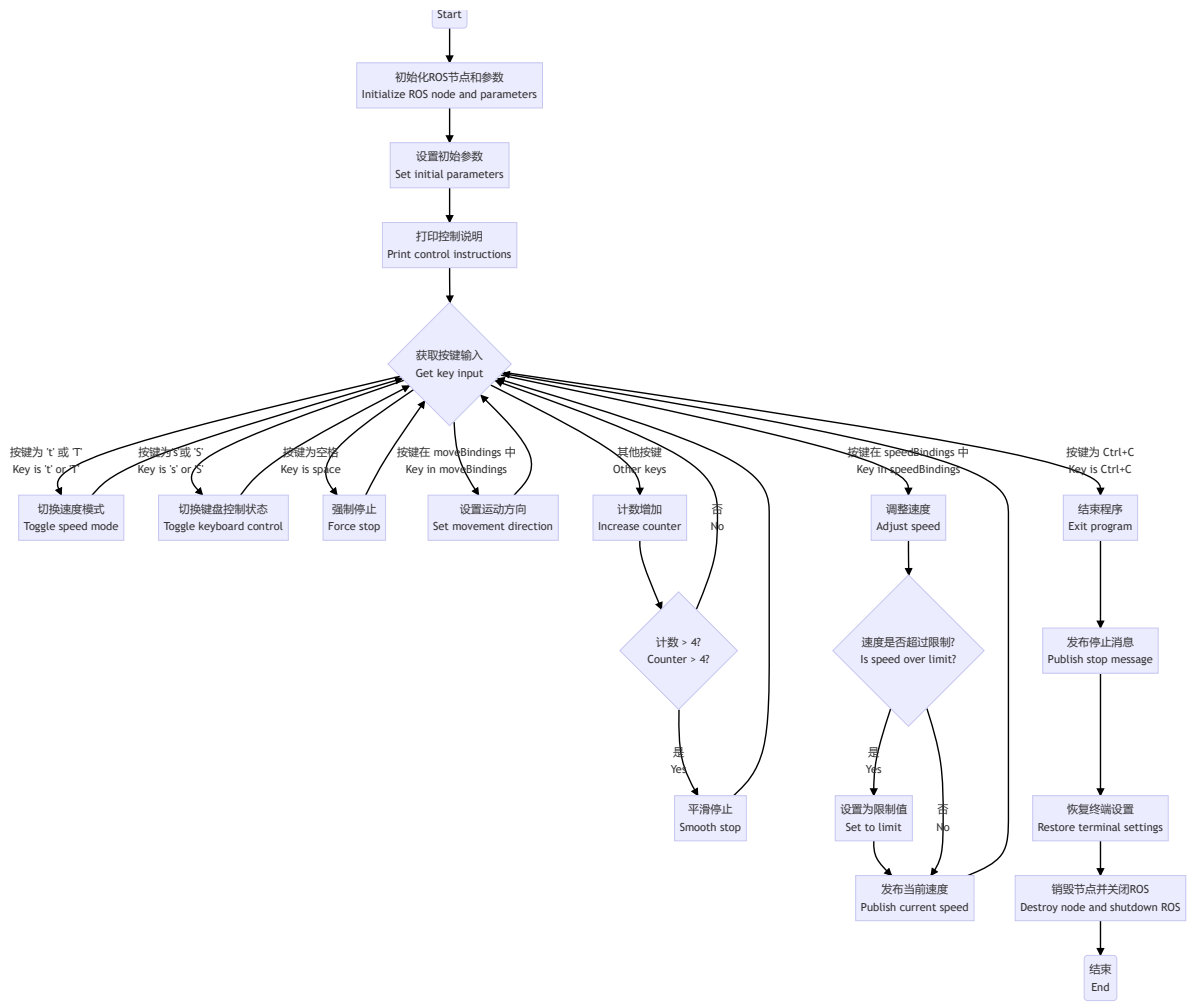 Start
初始化ROS节点和参数
Initialize ROS node and parameters
设置初始参数
Set initial parameters
打印控制说明
Print control instructions
获取按键输入
Get key input
按键为 't' 或 'T'
Key is 't' or 'T'
按键为's'或 'S'
Key is 's' or 'S'
按键为空格
Key is space
按键在 moveBindings 中
Key in moveBindings
其他按键
Other keys
按键在 speedBindings 中
Key in speedBindings
按键为 Ctrl+C
Key is Ctrl+C
切换速度模式
Toggle speed mode
切换键盘控制状态
Toggle keyboard control
强制停止
Force stop
设置运动方向
Set movement direction
计数增加
Increase counter
否
No
调整速度
Adjust speed
结束程序
Exit program
计数 > 4?
Counter > 4?
速度是否超过限制?
Is speed over limit?
发布停止消息
Publish stop message
是
Yes
是
Yes
平滑停止
Smooth stop
设置为限制值
Set to limit
否
No
恢复终端设置
Restore terminal settings
发布当前速度
Publish current speed
销毁节点并关闭ROS
Destroy node and shutdown ROS
结束
End